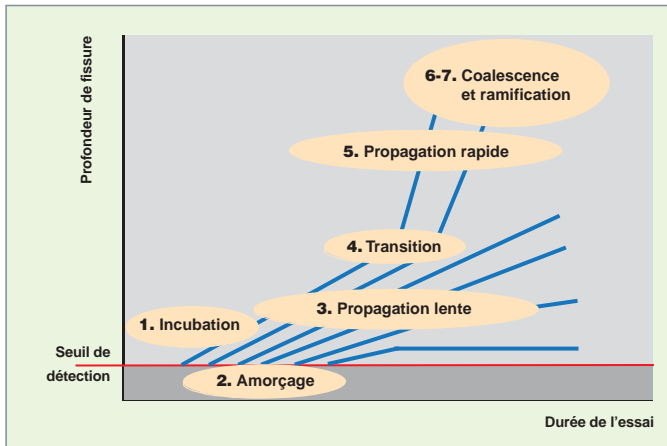 Profondeur de fissure
6-7. Coalescence
et ramification
5. Propagation rapide
4. Transition
3. Propagation lente
1. Incubation
Seuil de
détection
2. Amorçage
Durée de l'essai